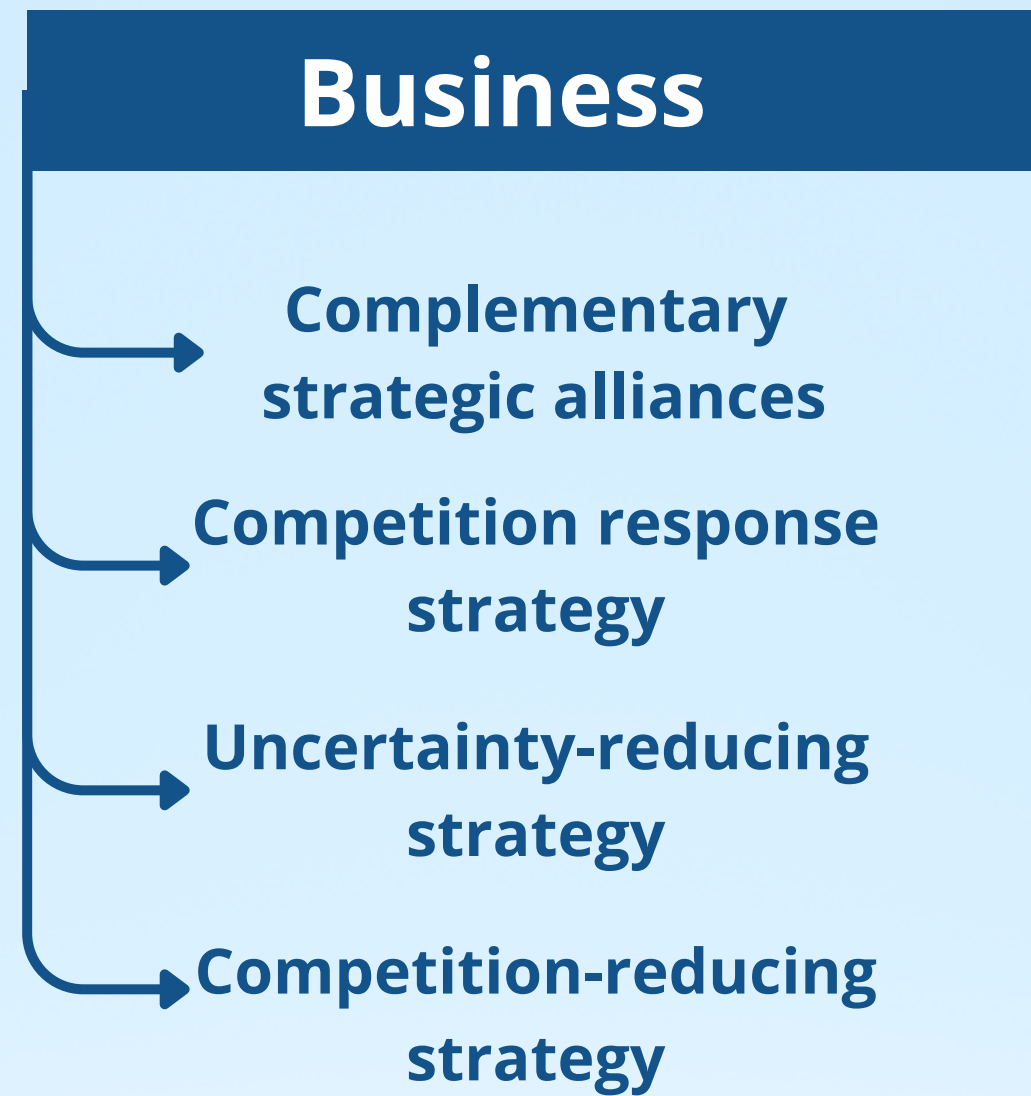 Business
Complementary
strategic alliances
Competition response
strategy
Uncertainty-reducing
strategy
Competition-reducing
strategy